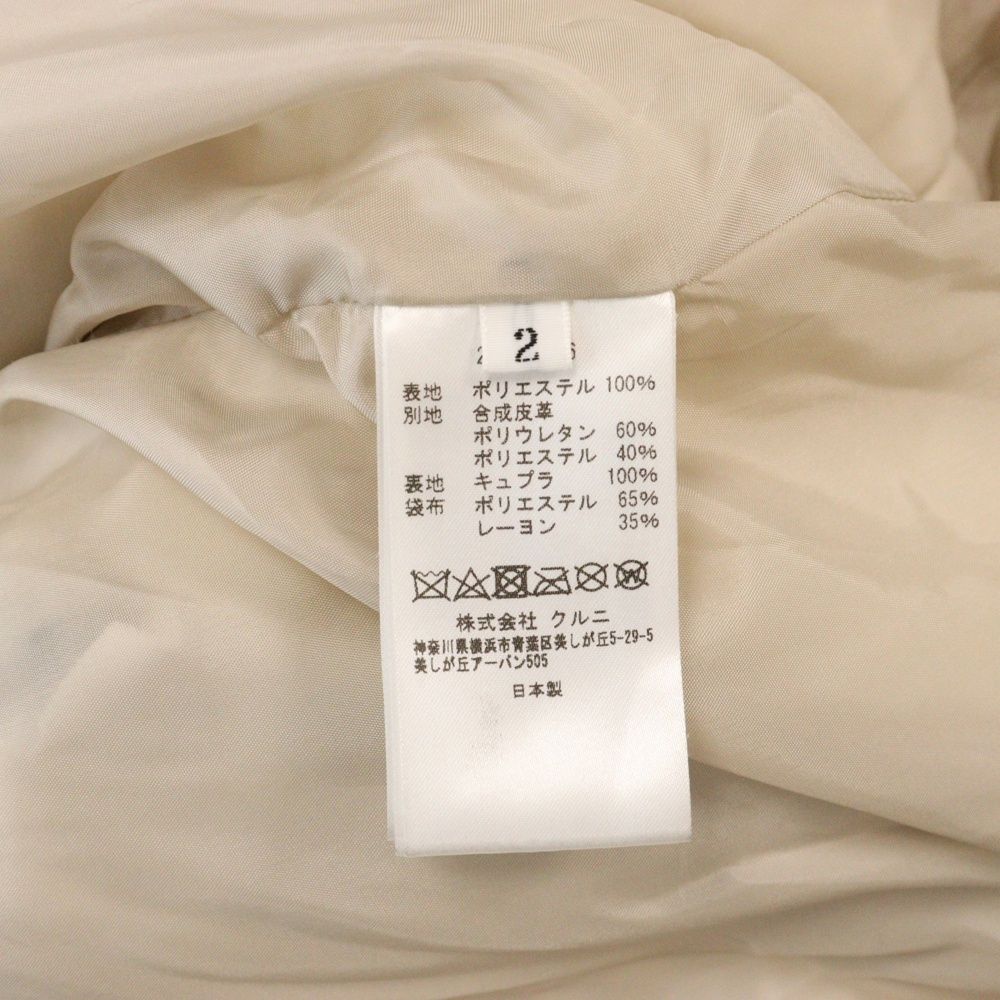 2
表地 ポリエステル 100%
別地 合成皮革
ポリウレタン 60%
ポリエステル 40%
裏地 キュプラ 100%
袋布 ポリエステル 65%
レーヨン 35%
株式会社 クルニ
神奈川県横浜市青葉区美しが丘5-29-5
美しが丘アーバン505
日本製